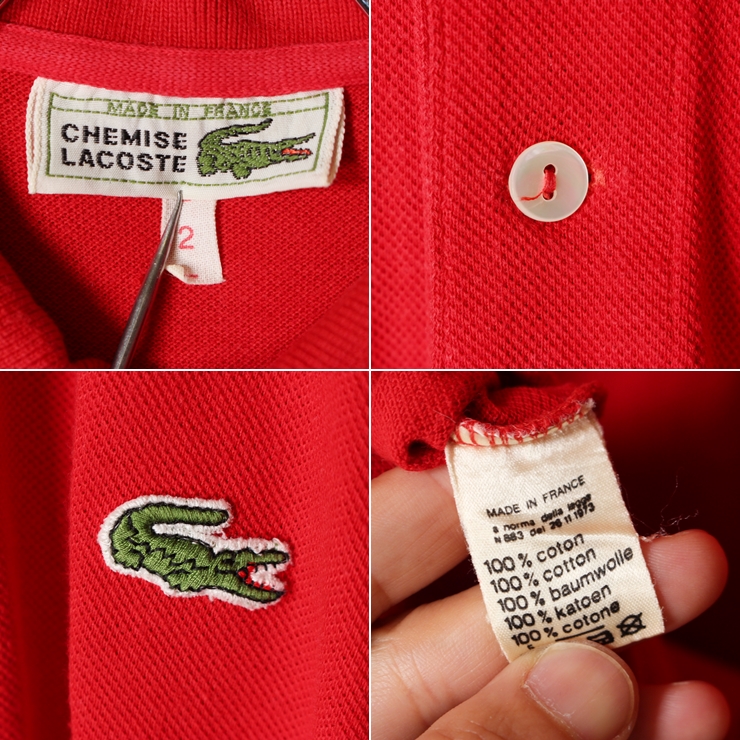 MADE IN FRANCE
CHEMISE
LACOSTE
2
MADE IN FRANCE
a norma della legge
N 883 del 26 11 1973
100% coton
100% cotton
100% baumwolle
100% katoen
100% cotone